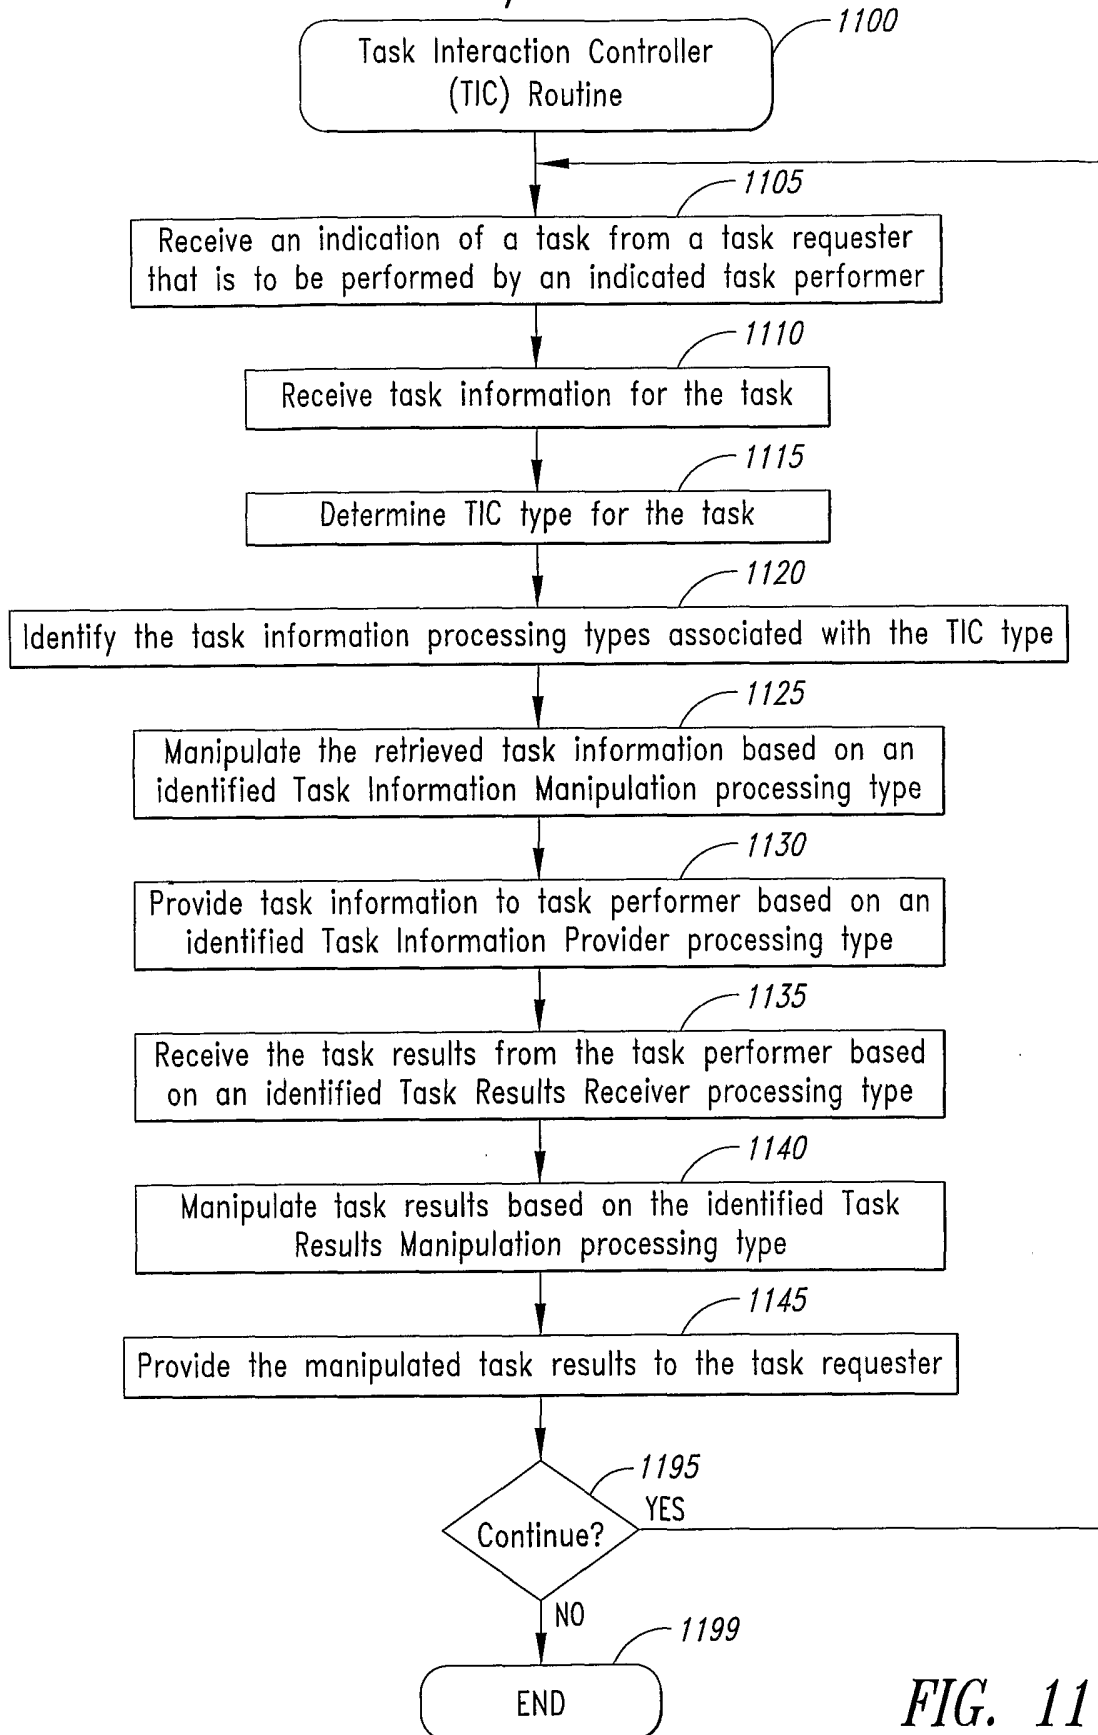 1100
Task Interaction Controller
(TIC) Routine
1105
Receive an indication of a task from a task requester
that is to be performed by an indicated task performer
1110
Receive task information for the task
1115
Determine TIC type for the task
1120
Identify the task information processing types associated with the TIC type
1125
Manipulate the retrieved task information based on an
identified Task Information Manipulation processing type
1130
Provide task information to task performer based on an
identified Task Information Provider processing type
1135
Receive the task results from the task performer based
on an identified Task Results Receiver processing type
1140
Manipulate task results based on the identified Task
Results Manipulation processing type
1145
Provide the manipulated task results to the task requester
1195
YES
Continue?
NO
1199
END
FIG. 11